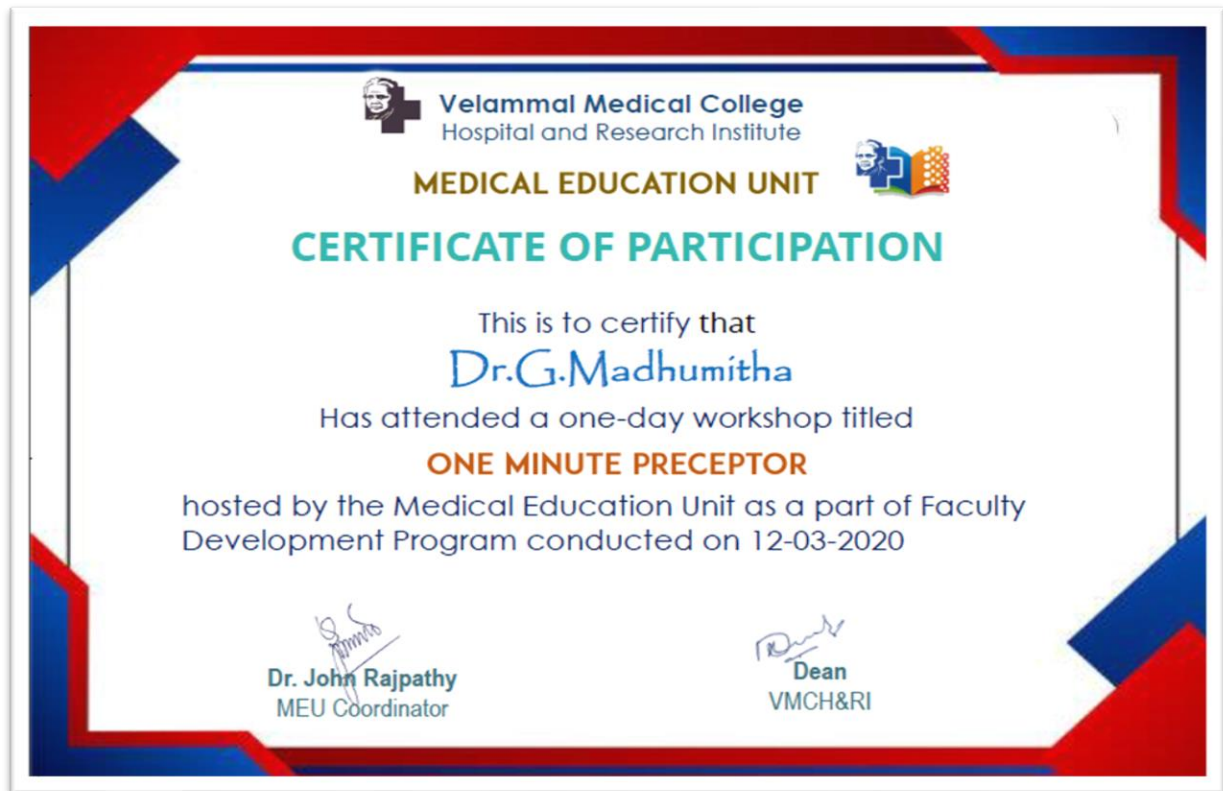 Velammal Medical College
Hospital and Research Institute
MEDICAL EDUCATION UNIT
CERTIFICATE OF PARTICIPATION
This is to certify that
Dr.G.Madhumitha
Has attended a one-day workshop titled
ONE MINUTE PRECEPTOR
hosted by the Medical Education Unit as a part of Faculty
Development Program conducted on 12-03-2020
Dr. John Rajpathy
MEU Coordinator
Dean
VMCH&RI